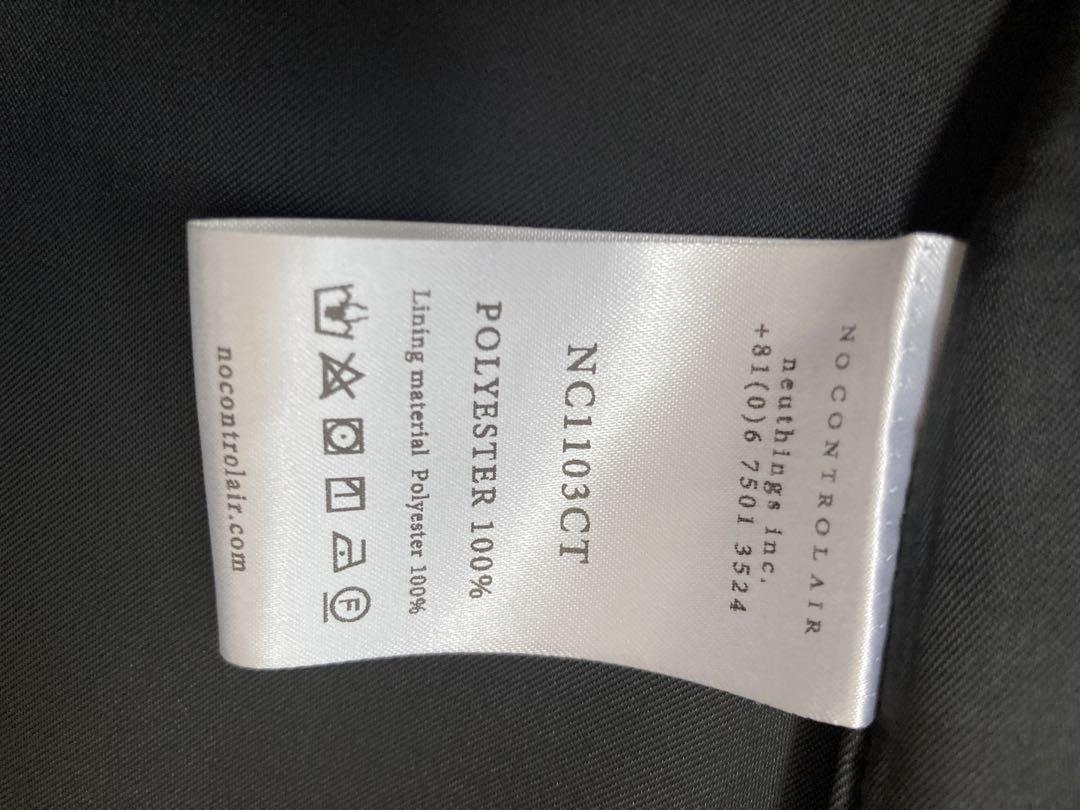 NO CONTROL AIR
neuthings inc.
+81(0)6 7501 3524
NC1103CT
POLYESTER 100%
Lining material Polyester 100%
F
nocontrolair.com